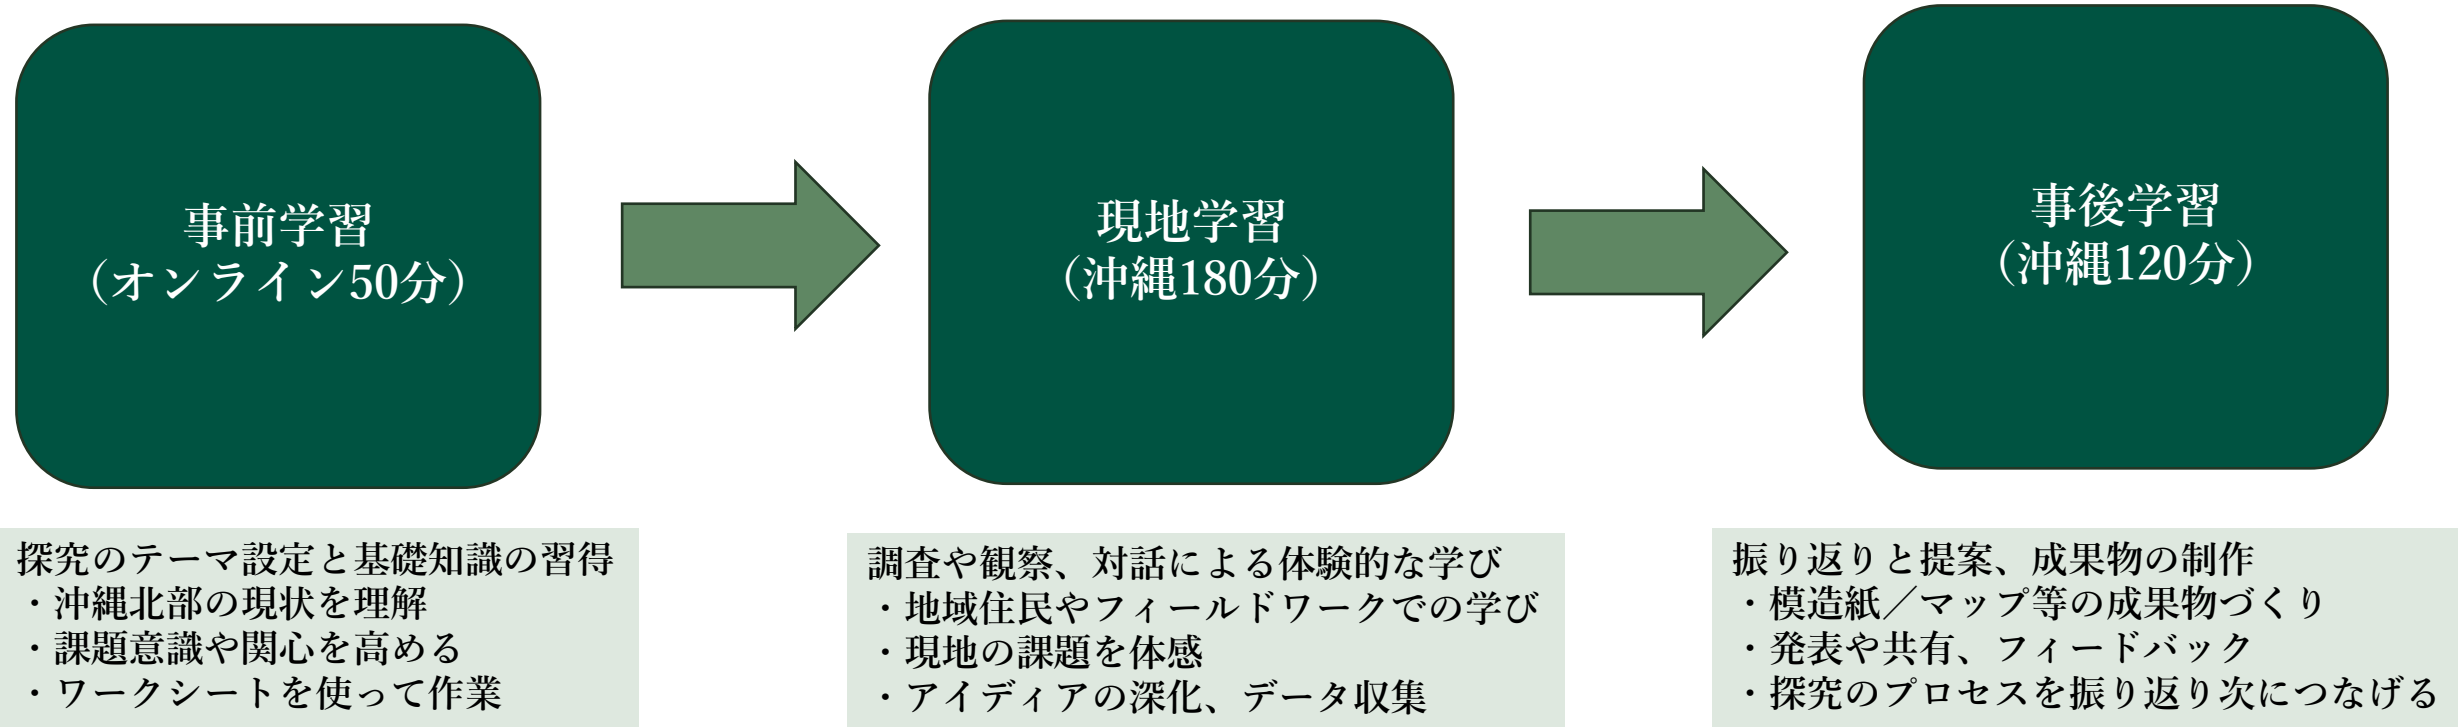 事前学習
（オンライン50分）
探究のテーマ設定と基礎知識の習得
・沖縄北部の現状を理解
・課題意識や関心を高める
・ワークシートを使って作業
現地学習
（沖縄180分）
調査や観察、対話による体験的な学び
・地域住民やフィールドワークでの学び
・現地の課題を体感
・アイディアの深化、データ収集
事後学習
（沖縄120分）
振り返りと提案、成果物の制作
・模造紙／マップ等の成果物づくり
・発表や共有、フィードバック
・探究のプロセスを振り返り次につなげる